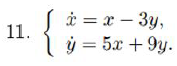 11. { ẋ = x − 3y,
ẏ = 5x + 9y.